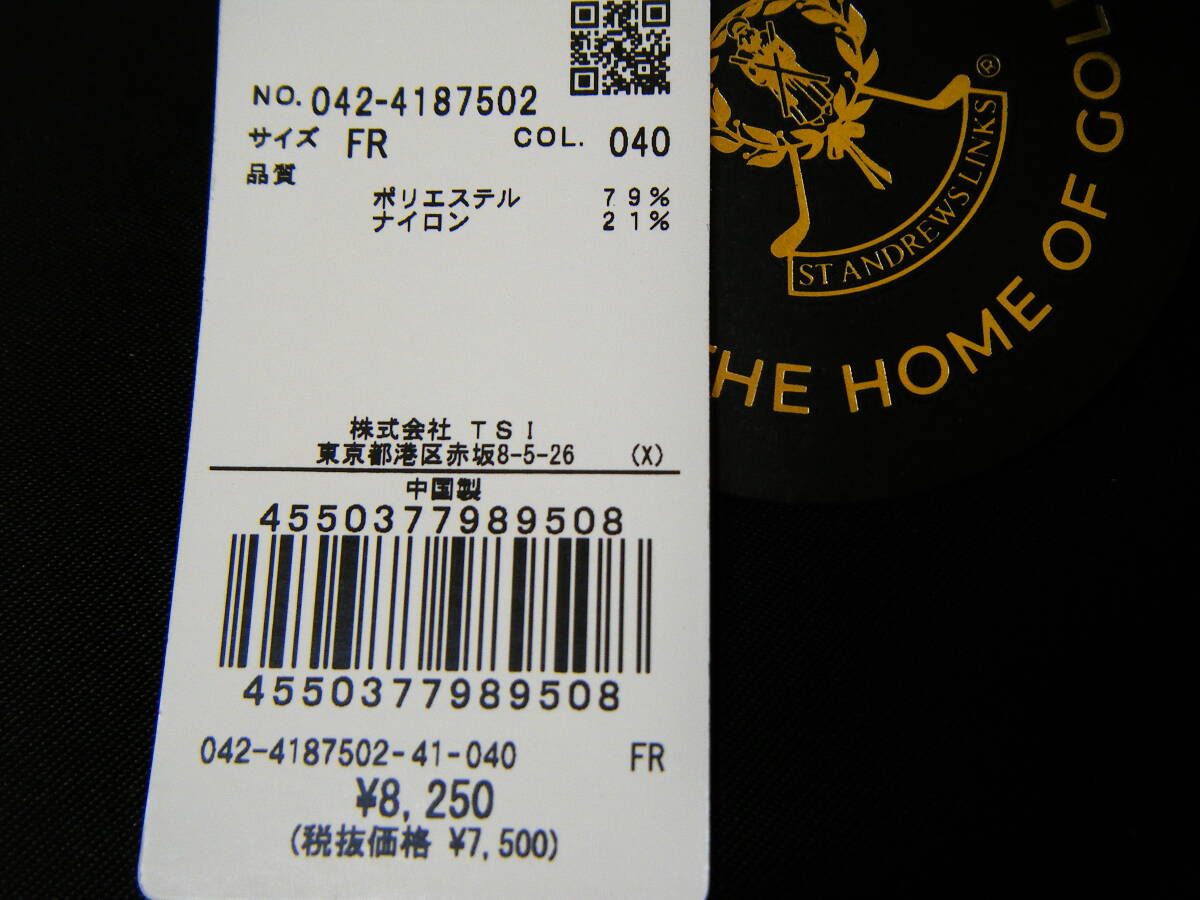 NO. 042-4187502
サイズ FR COL. 040
品質
ポリエステル 79%
ナイロン 21%
株式会社 TSI
東京都港区赤坂8-5-26 (X)
中国製
4550377989508
4550377989508
042-4187502-41-040 FR
¥8,250
(税抜価格 ¥7,500)
®
ST ANDREWS LINKS
THE HOME OF GOL